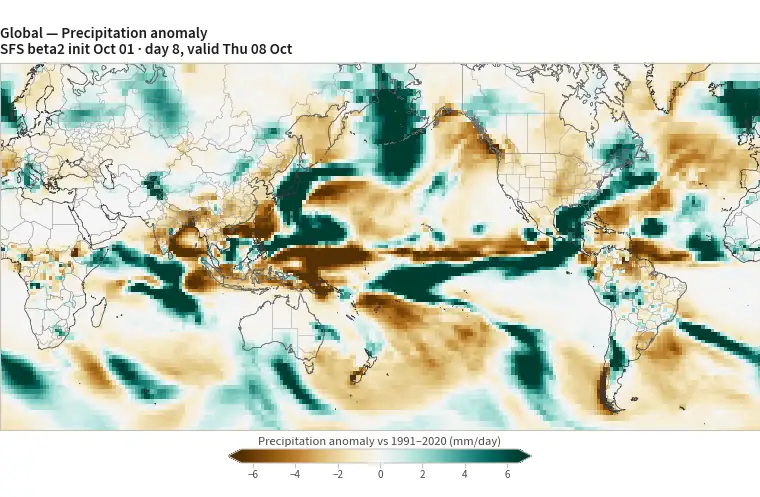 Global — Precipitation anomaly
SFS beta2 init Oct 01 · day 8, valid Thu 08 Oct
Precipitation anomaly vs 1991–2020 (mm/day)
−6 −4 −2 0 2 4 6